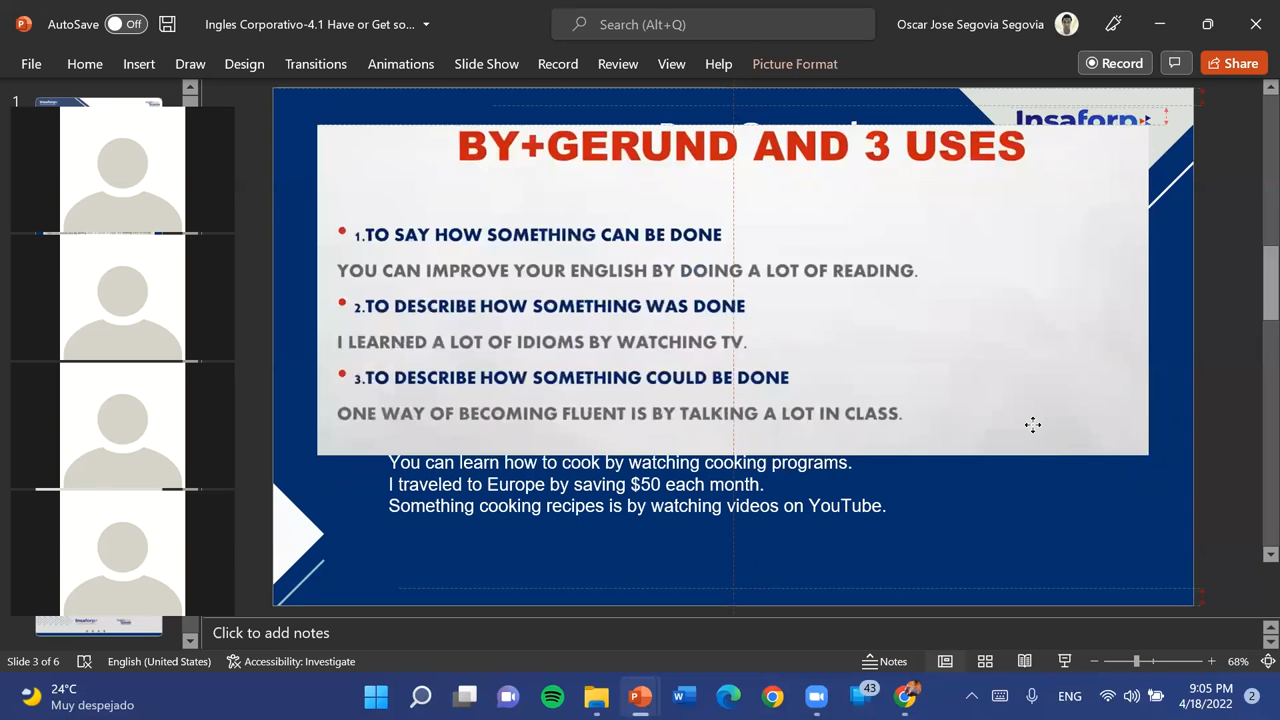 AutoSave Off Ingles Corporativo-4.1 Have or Get so... Search (Alt+Q) Oscar Jose Segovia Segovia
File Home Insert Draw Design Transitions Animations Slide Show Record Review View Help Picture Format Record Share
1
Insaforp
BY+GERUND AND 3 USES
• 1.TO SAY HOW SOMETHING CAN BE DONE
YOU CAN IMPROVE YOUR ENGLISH BY DOING A LOT OF READING.
• 2.TO DESCRIBE HOW SOMETHING WAS DONE
I LEARNED A LOT OF IDIOMS BY WATCHING TV.
• 3.TO DESCRIBE HOW SOMETHING COULD BE DONE
ONE WAY OF BECOMING FLUENT IS BY TALKING A LOT IN CLASS.
You can learn how to cook by watching cooking programs.
I traveled to Europe by saving $50 each month.
Something cooking recipes is by watching videos on YouTube.
Click to add notes
Slide 3 of 6 English (United States) Accessibility: Investigate Notes 68%
24°C
Muy despejado
43
ENG
9:05 PM
4/18/2022
2